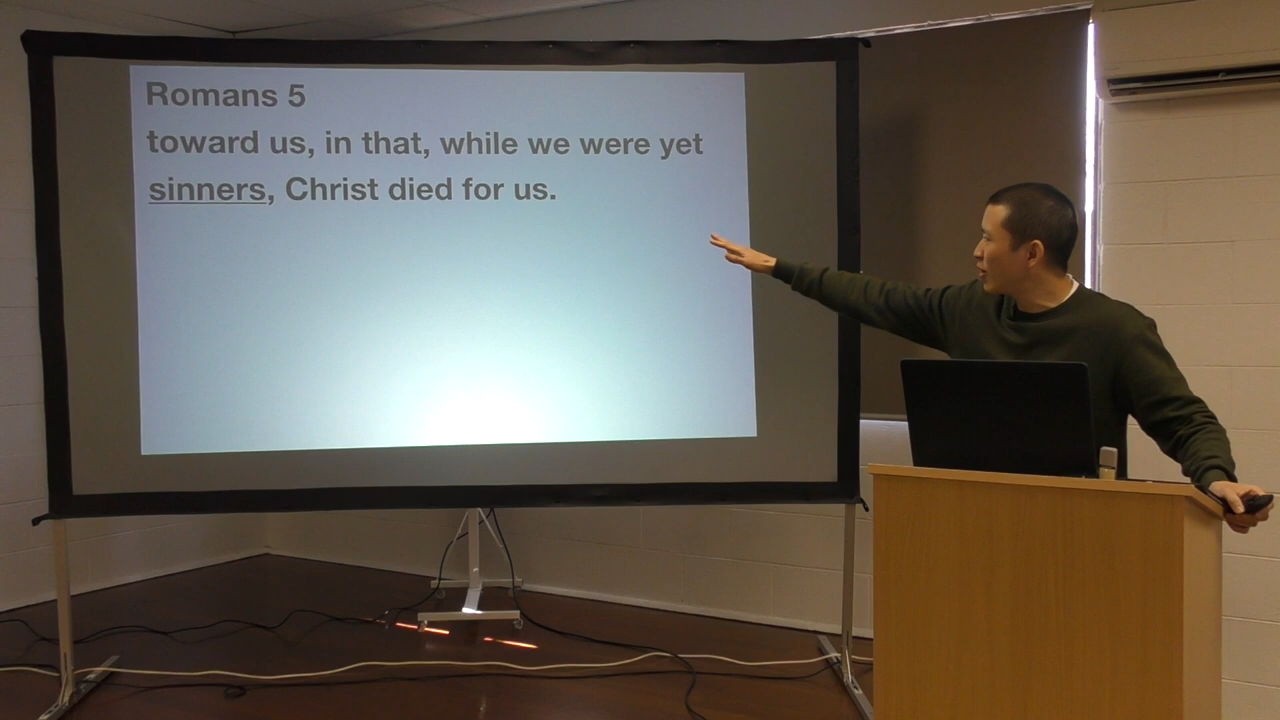 Romans 5
toward us, in that, while we were yet
sinners, Christ died for us.